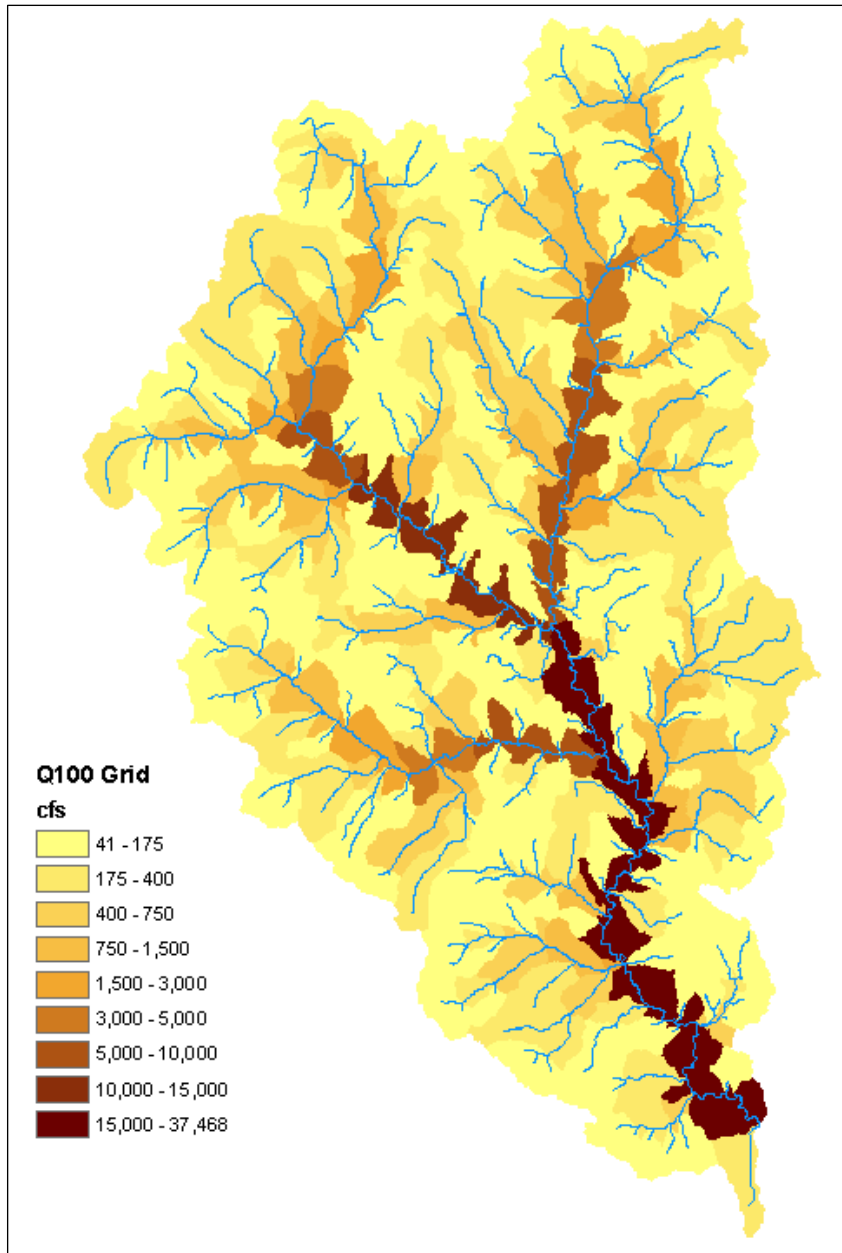 Q100 Grid
cfs
41 - 175
175 - 400
400 - 750
750 - 1,500
1,500 - 3,000
3,000 - 5,000
5,000 - 10,000
10,000 - 15,000
15,000 - 37,468